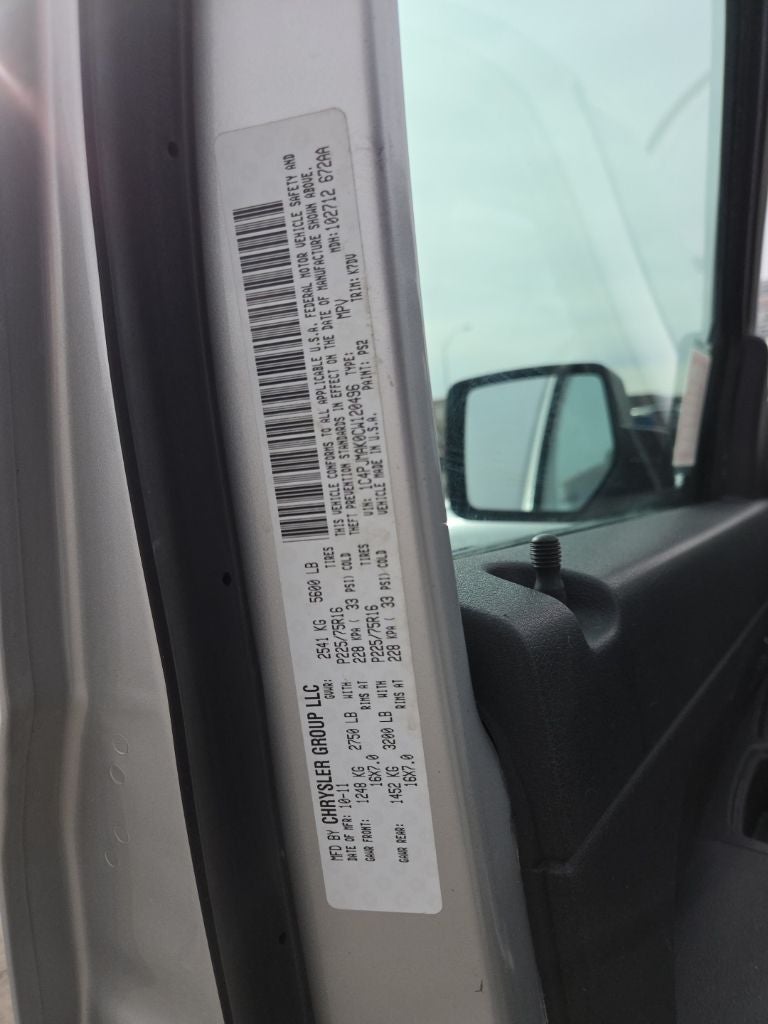 MFD BY CHRYSLER GROUP LLC
DATE OF MFR: 10-11 GVWR: 2541 KG 5600 LB
GAWR FRONT: 1248 KG 2750 LB WITH P225/75R16 TIRES
16X7.0 RIMS AT 228 KPA ( 33 PSI) COLD
GAWR REAR: 1452 KG 3200 LB WITH P225/75R16 TIRES
16X7.0 RIMS AT 228 KPA ( 33 PSI) COLD
THIS VEHICLE CONFORMS TO ALL APPLICABLE U.S.A. FEDERAL MOTOR VEHICLE SAFETY AND
THEFT PREVENTION STANDARDS IN EFFECT ON THE DATE OF MANUFACTURE SHOWN ABOVE.
VIN: 1C4PJMAK0CW120496 TYPE: MPV MDH: 102712 672AA
VEHICLE MADE IN U.S.A. PAINT: PS2 TRIM: K7DV